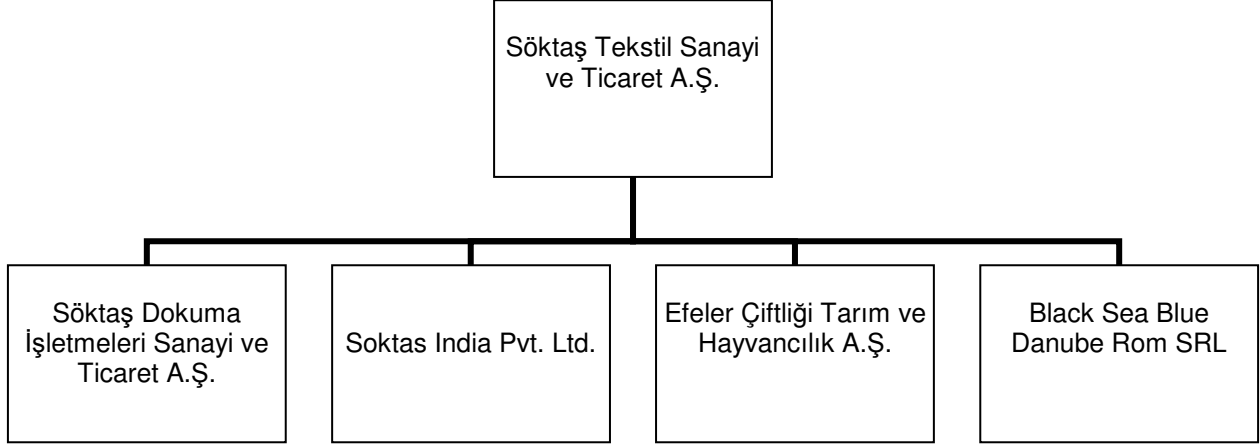 Söktaş Tekstil Sanayi
ve Ticaret A.Ş.
Söktaş Dokuma
İşletmeleri Sanayi ve
Ticaret A.Ş.
Soktas India Pvt. Ltd.
Efeler Çiftliği Tarım ve
Hayvancılık A.Ş.
Black Sea Blue
Danube Rom SRL